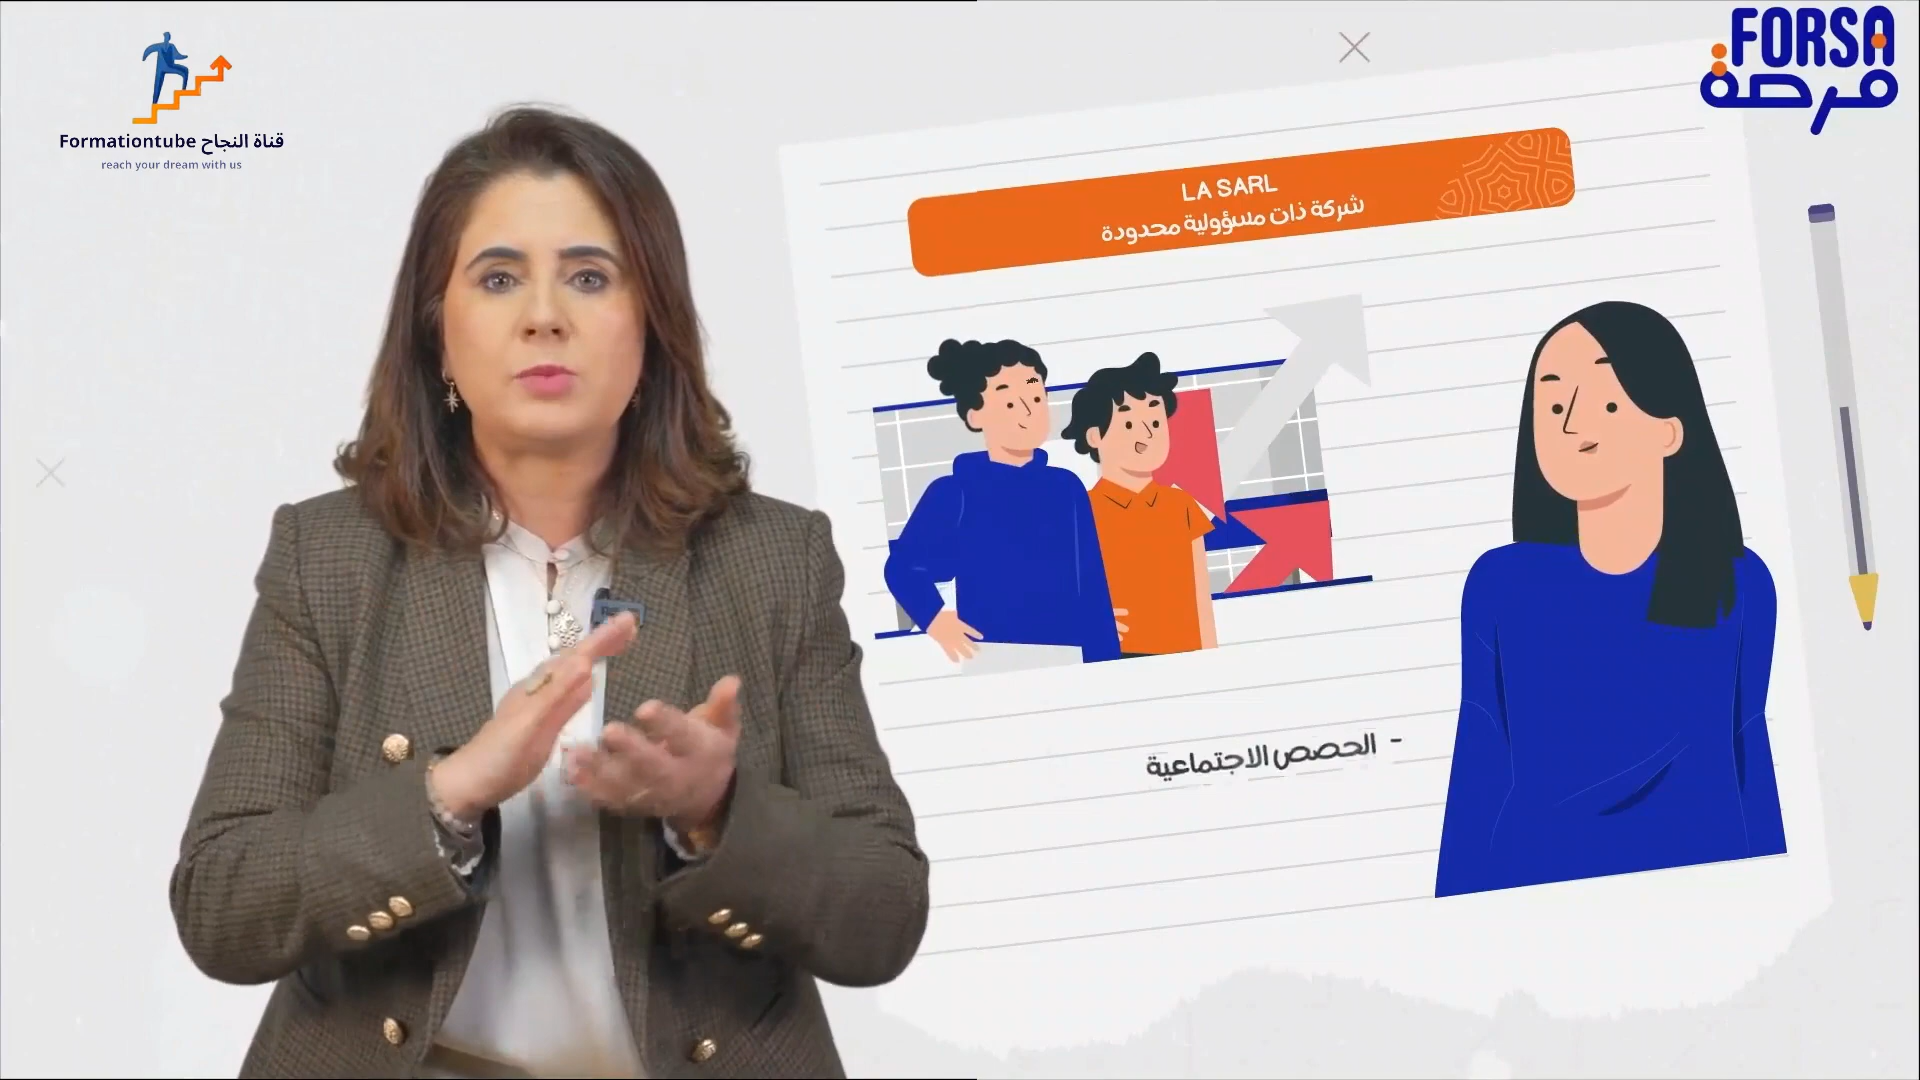 Formationtube قناة النجاح
reach your dream with us
FORSA
فرصة
LA SARL
شركة ذات مسؤولية محدودة
- الحصص الاجتماعية